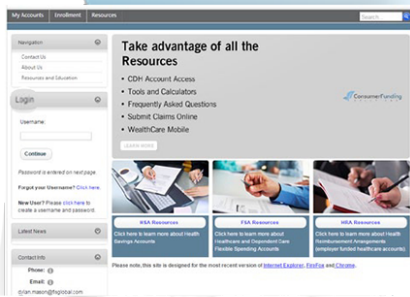 My Accounts Enrollment Resources
Search
Navigation
Contact Us
About Us
Resources and Education
Login
Username:
Continue
Password is entered on next page.
Forgot your Username? Click here.
New User? Please click here to
create a username and password.
Latest News
Contact Info
Phone:
Email:
dylan.mason@fisglobal.com
Take advantage of all the
Resources
• CDH Account Access
• Tools and Calculators
• Frequently Asked Questions
• Submit Claims Online
• WealthCare Mobile
LEARN MORE
ConsumerFunding
HSA Resources
Click here to learn more about Health
Savings Accounts
FSA Resources
Click here to learn more about
Healthcare and Dependent Care
Flexible Spending Accounts
HRA Resources
Click here to learn more about Health
Reimbursement Arrangements
(employer funded healthcare accounts)
Please note, this site is designed for the most recent version of Internet Explorer, FireFox and Chrome.